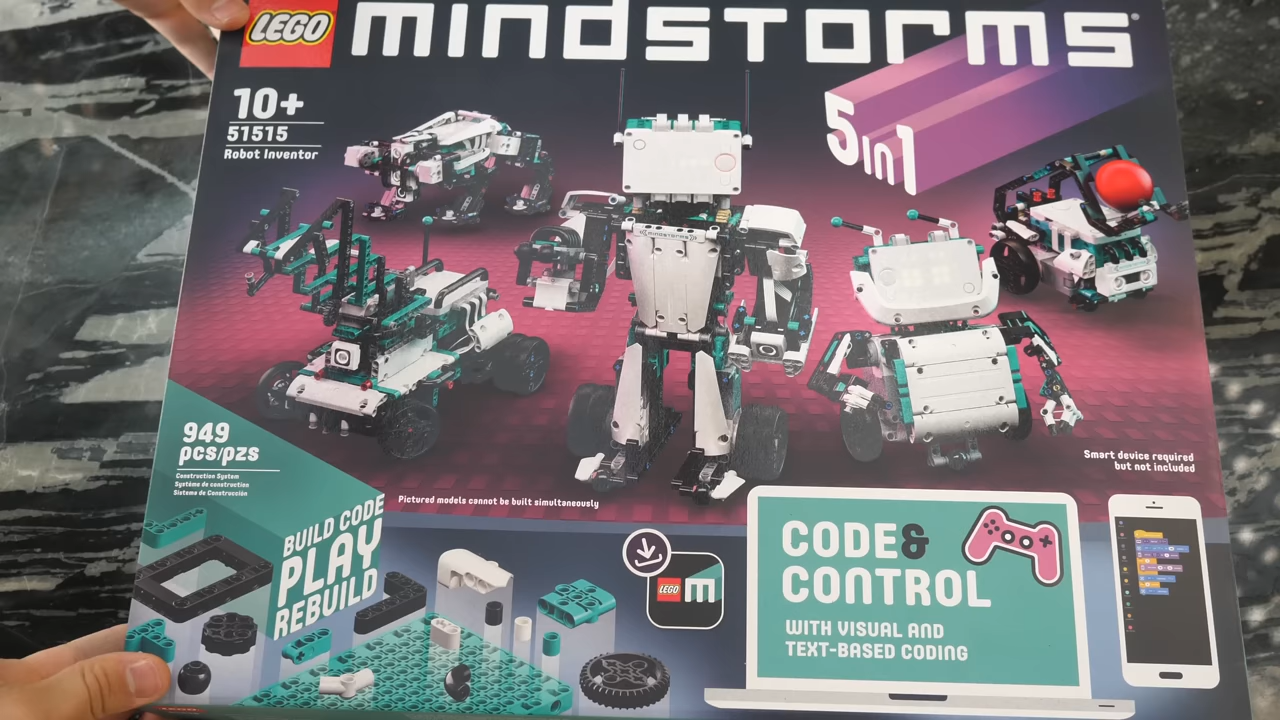 LEGO
MINDSTORMS
10+
51515
Robot Inventor
5in1
MINDSTORMS
949
pcs/pzs
Construction System
Système de construction
Sistema de Construcción
Smart device required
but not included
Pictured models cannot be built simultaneously
BUILD CODE
PLAY
REBUILD
LEGO m
CODE&
CONTROL
WITH VISUAL AND
TEXT-BASED CODING